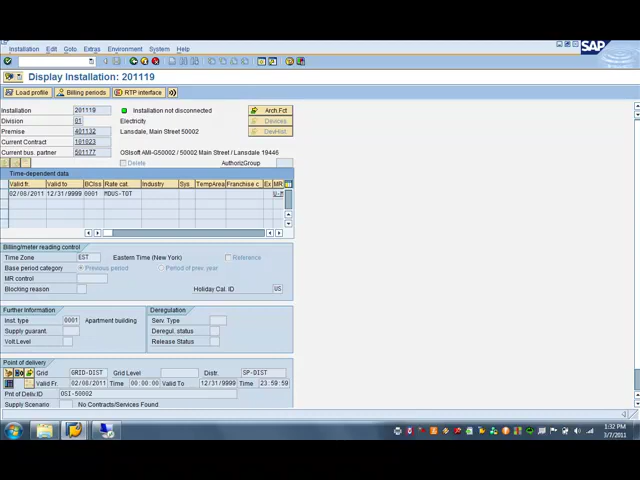 Installation Edit Goto Extras Environment System Help
SAP
Display Installation: 201119
Load profile Billing periods RTP interface
Installation 201119 Installation not disconnected Arch.Fct
Division 01 Electricity Devices
Premise 401132 Lansdale, Main Street 50002 DevHist.
Current Contract 101023
Current bus. partner 501177 OSIsoft AMI-G50002 / 50002 Main Street / Lansdale 19446
Delete AuthorizGroup
Time-dependent data
Valid fr. Valid to BClss Rate cat. Industry Sys TempArea Franchise c. Ex MR
02/08/2011 12/31/9999 0001 MDUS-TOT
Billing/meter reading control
Time Zone EST Eastern Time (New York) Reference
Base period category Previous period Period of prev. year
MR control
Blocking reason Holiday Cal. ID US
Further Information Deregulation
Inst. type 0001 Apartment building Serv. Type
Supply guarant. Deregul. status
Volt.Level Release Status
Point of delivery
Grid GRID-DIST Grid Level Distr. SP-DIST
Valid Fr. 02/08/2011 Time 00:00:00 Valid To 12/31/9999 Time 23:59:59
Pnt of Deliv.ID OSI-50002
Supply Scenario No Contracts/Services Found
1:32 PM
3/7/2011